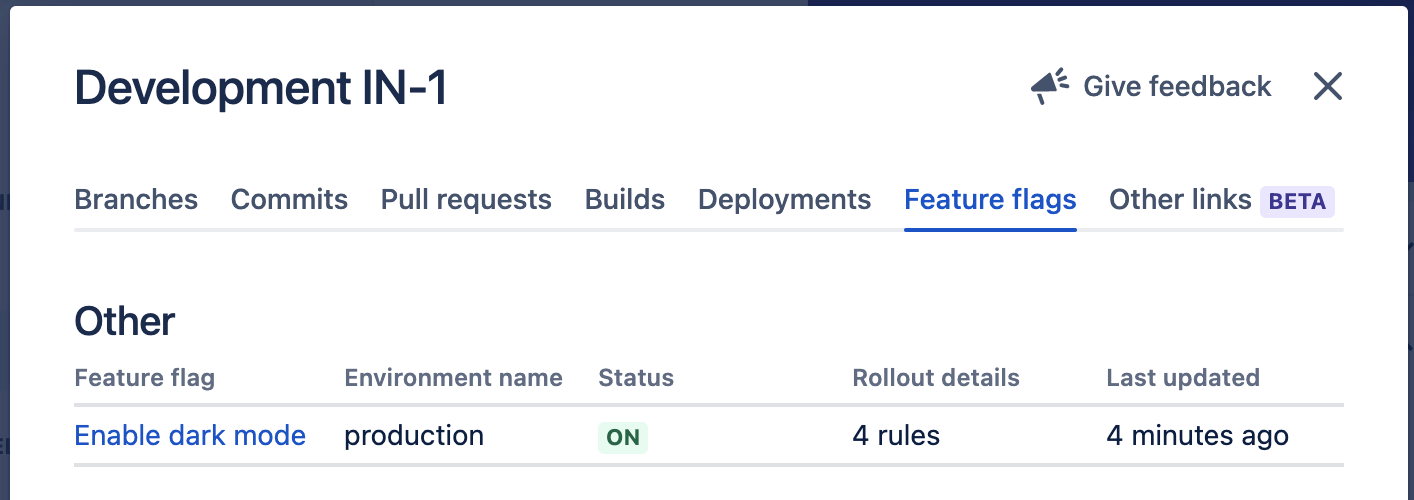 Development IN-1
Give feedback
Branches Commits Pull requests Builds Deployments Feature flags Other links BETA
Other
Feature flag Environment name Status Rollout details Last updated
Enable dark mode production ON 4 rules 4 minutes ago